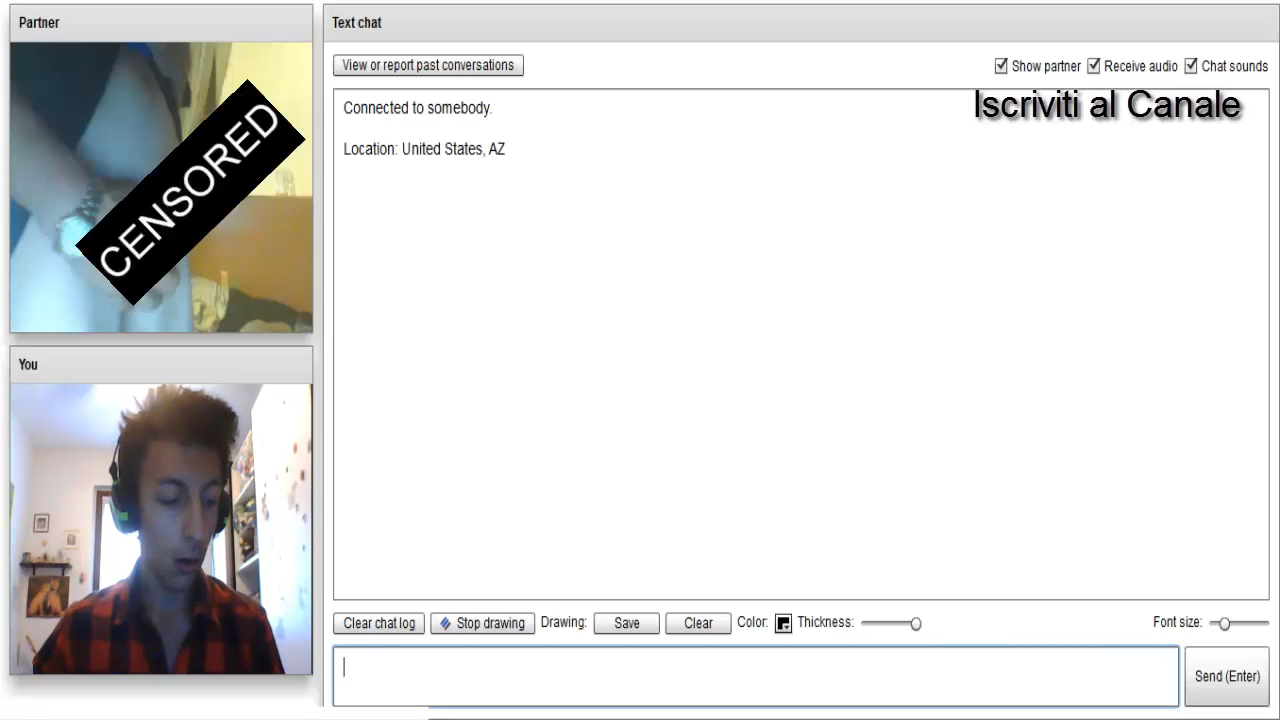 Partner
CENSORED
You
Text chat
View or report past conversations
Show partner
Receive audio
Chat sounds
Iscriviti al Canale
Connected to somebody.
Location: United States, AZ
Clear chat log
Stop drawing
Drawing:
Save
Clear
Color:
Thickness:
Font size:
Send (Enter)